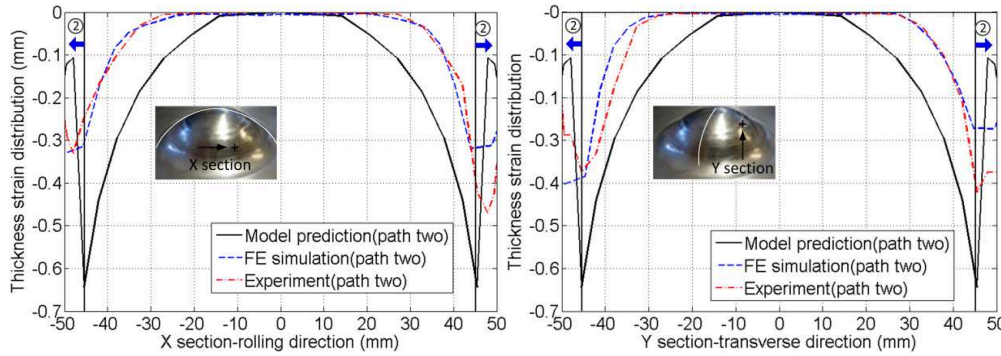 ②
②
0
-0.1
-0.2
-0.3
-0.4
-0.5
-0.6
-0.7
Thickness strain distribution (mm)
X section
Model prediction(path two)
FE simulation(path two)
Experiment(path two)
-50 -40 -30 -20 -10 0 10 20 30 40 50
X section-rolling direction (mm)
②
②
-0
-0.1
-0.2
-0.3
-0.4
-0.5
-0.6
-0.7
Thickness strain distribution
Y section
Model prediction(path two)
FE simulation(path two)
Experiment(path two)
-50 -40 -30 -20 -10 0 10 20 30 40 50
Y section-transverse direction (mm)